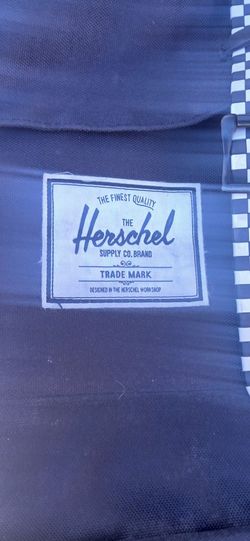 THE FINEST QUALITY
THE
Herschel
SUPPLY CO. BRAND
TRADE MARK
DESIGNED IN THE HERSCHEL WORKSHOP